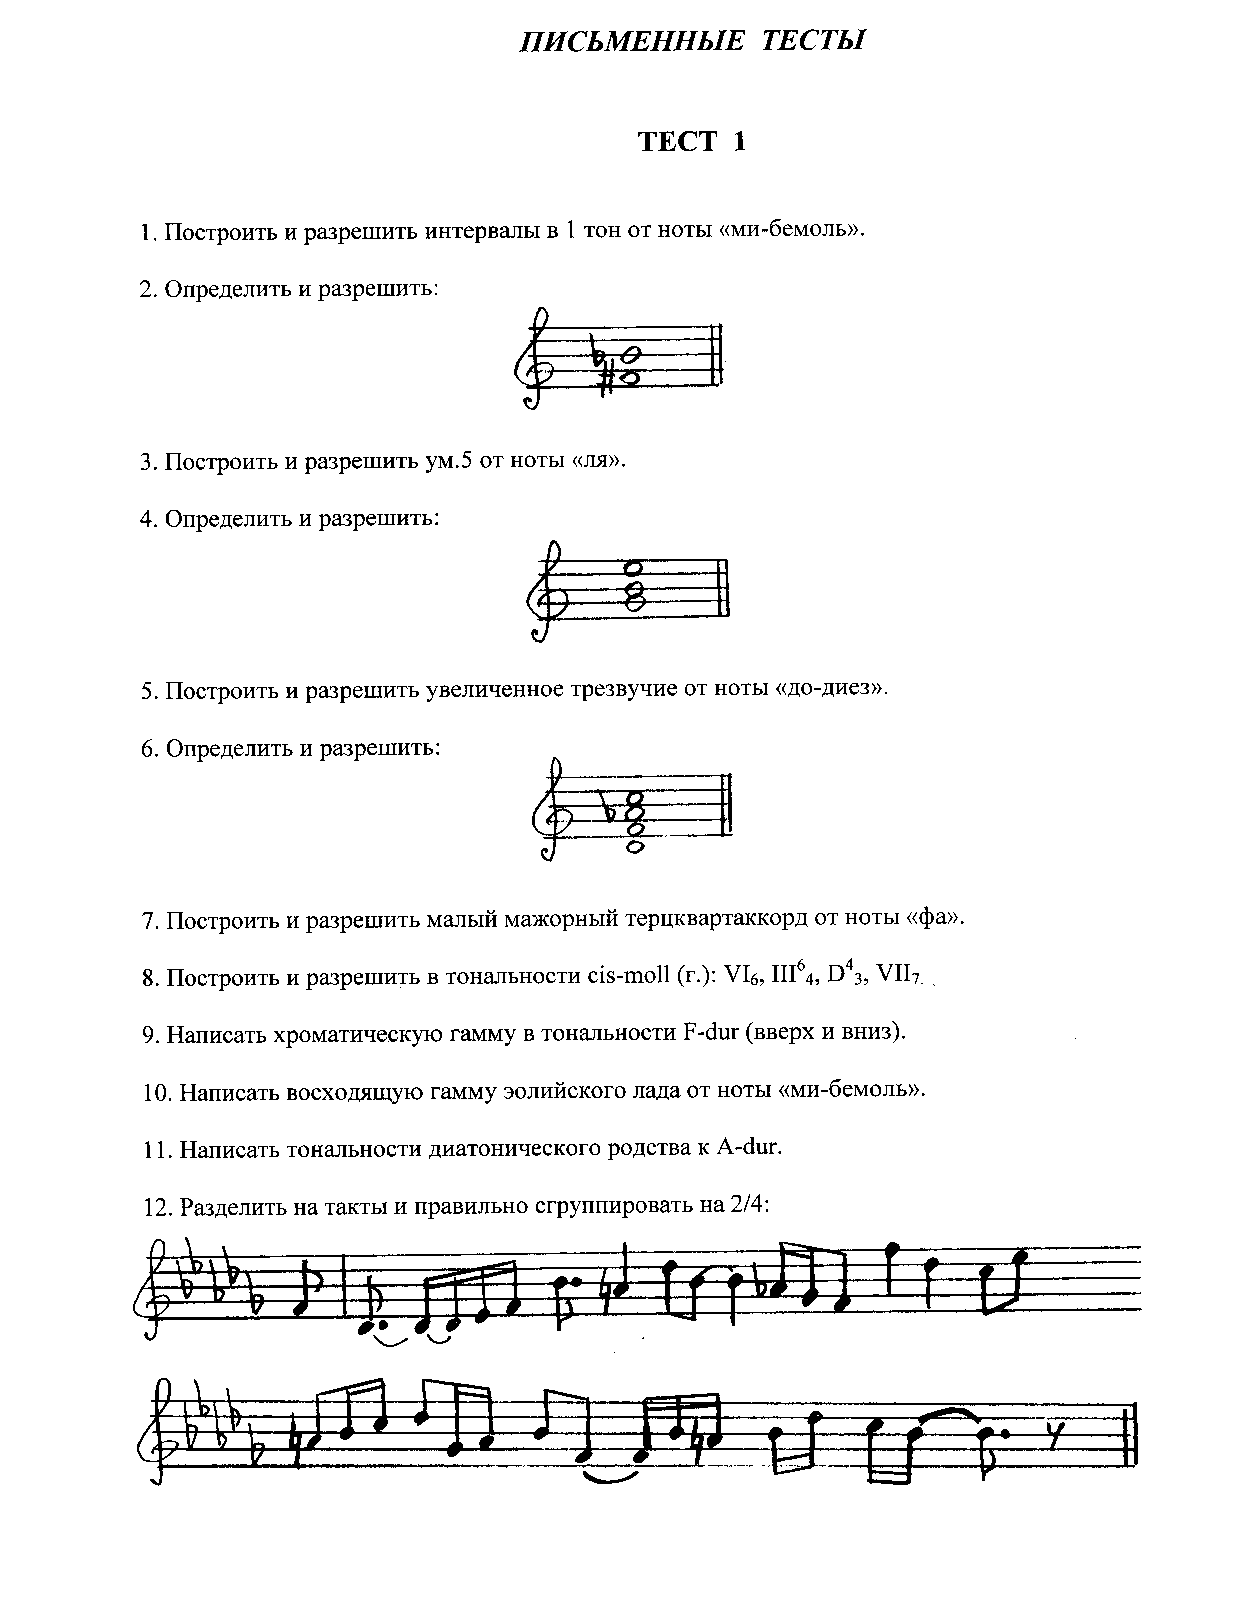 ПИСЬМЕННЫЕ ТЕСТЫ
ТЕСТ 1
1. Построить и разрешить интервалы в 1 тон от ноты «ми-бемоль».
2. Определить и разрешить:
3. Построить и разрешить ум.5 от ноты «ля».
4. Определить и разрешить:
5. Построить и разрешить увеличенное трезвучие от ноты «до-диез».
6. Определить и разрешить:
7. Построить и разрешить малый мажорный терцквартаккорд от ноты «фа».
8. Построить и разрешить в тональности cis-moll (г.): VI₆, III⁶₄, D⁴₃, VII₇.
9. Написать хроматическую гамму в тональности F-dur (вверх и вниз).
10. Написать восходящую гамму эолийского лада от ноты «ми-бемоль».
11. Написать тональности диатонического родства к A-dur.
12. Разделить на такты и правильно сгруппировать на 2/4: